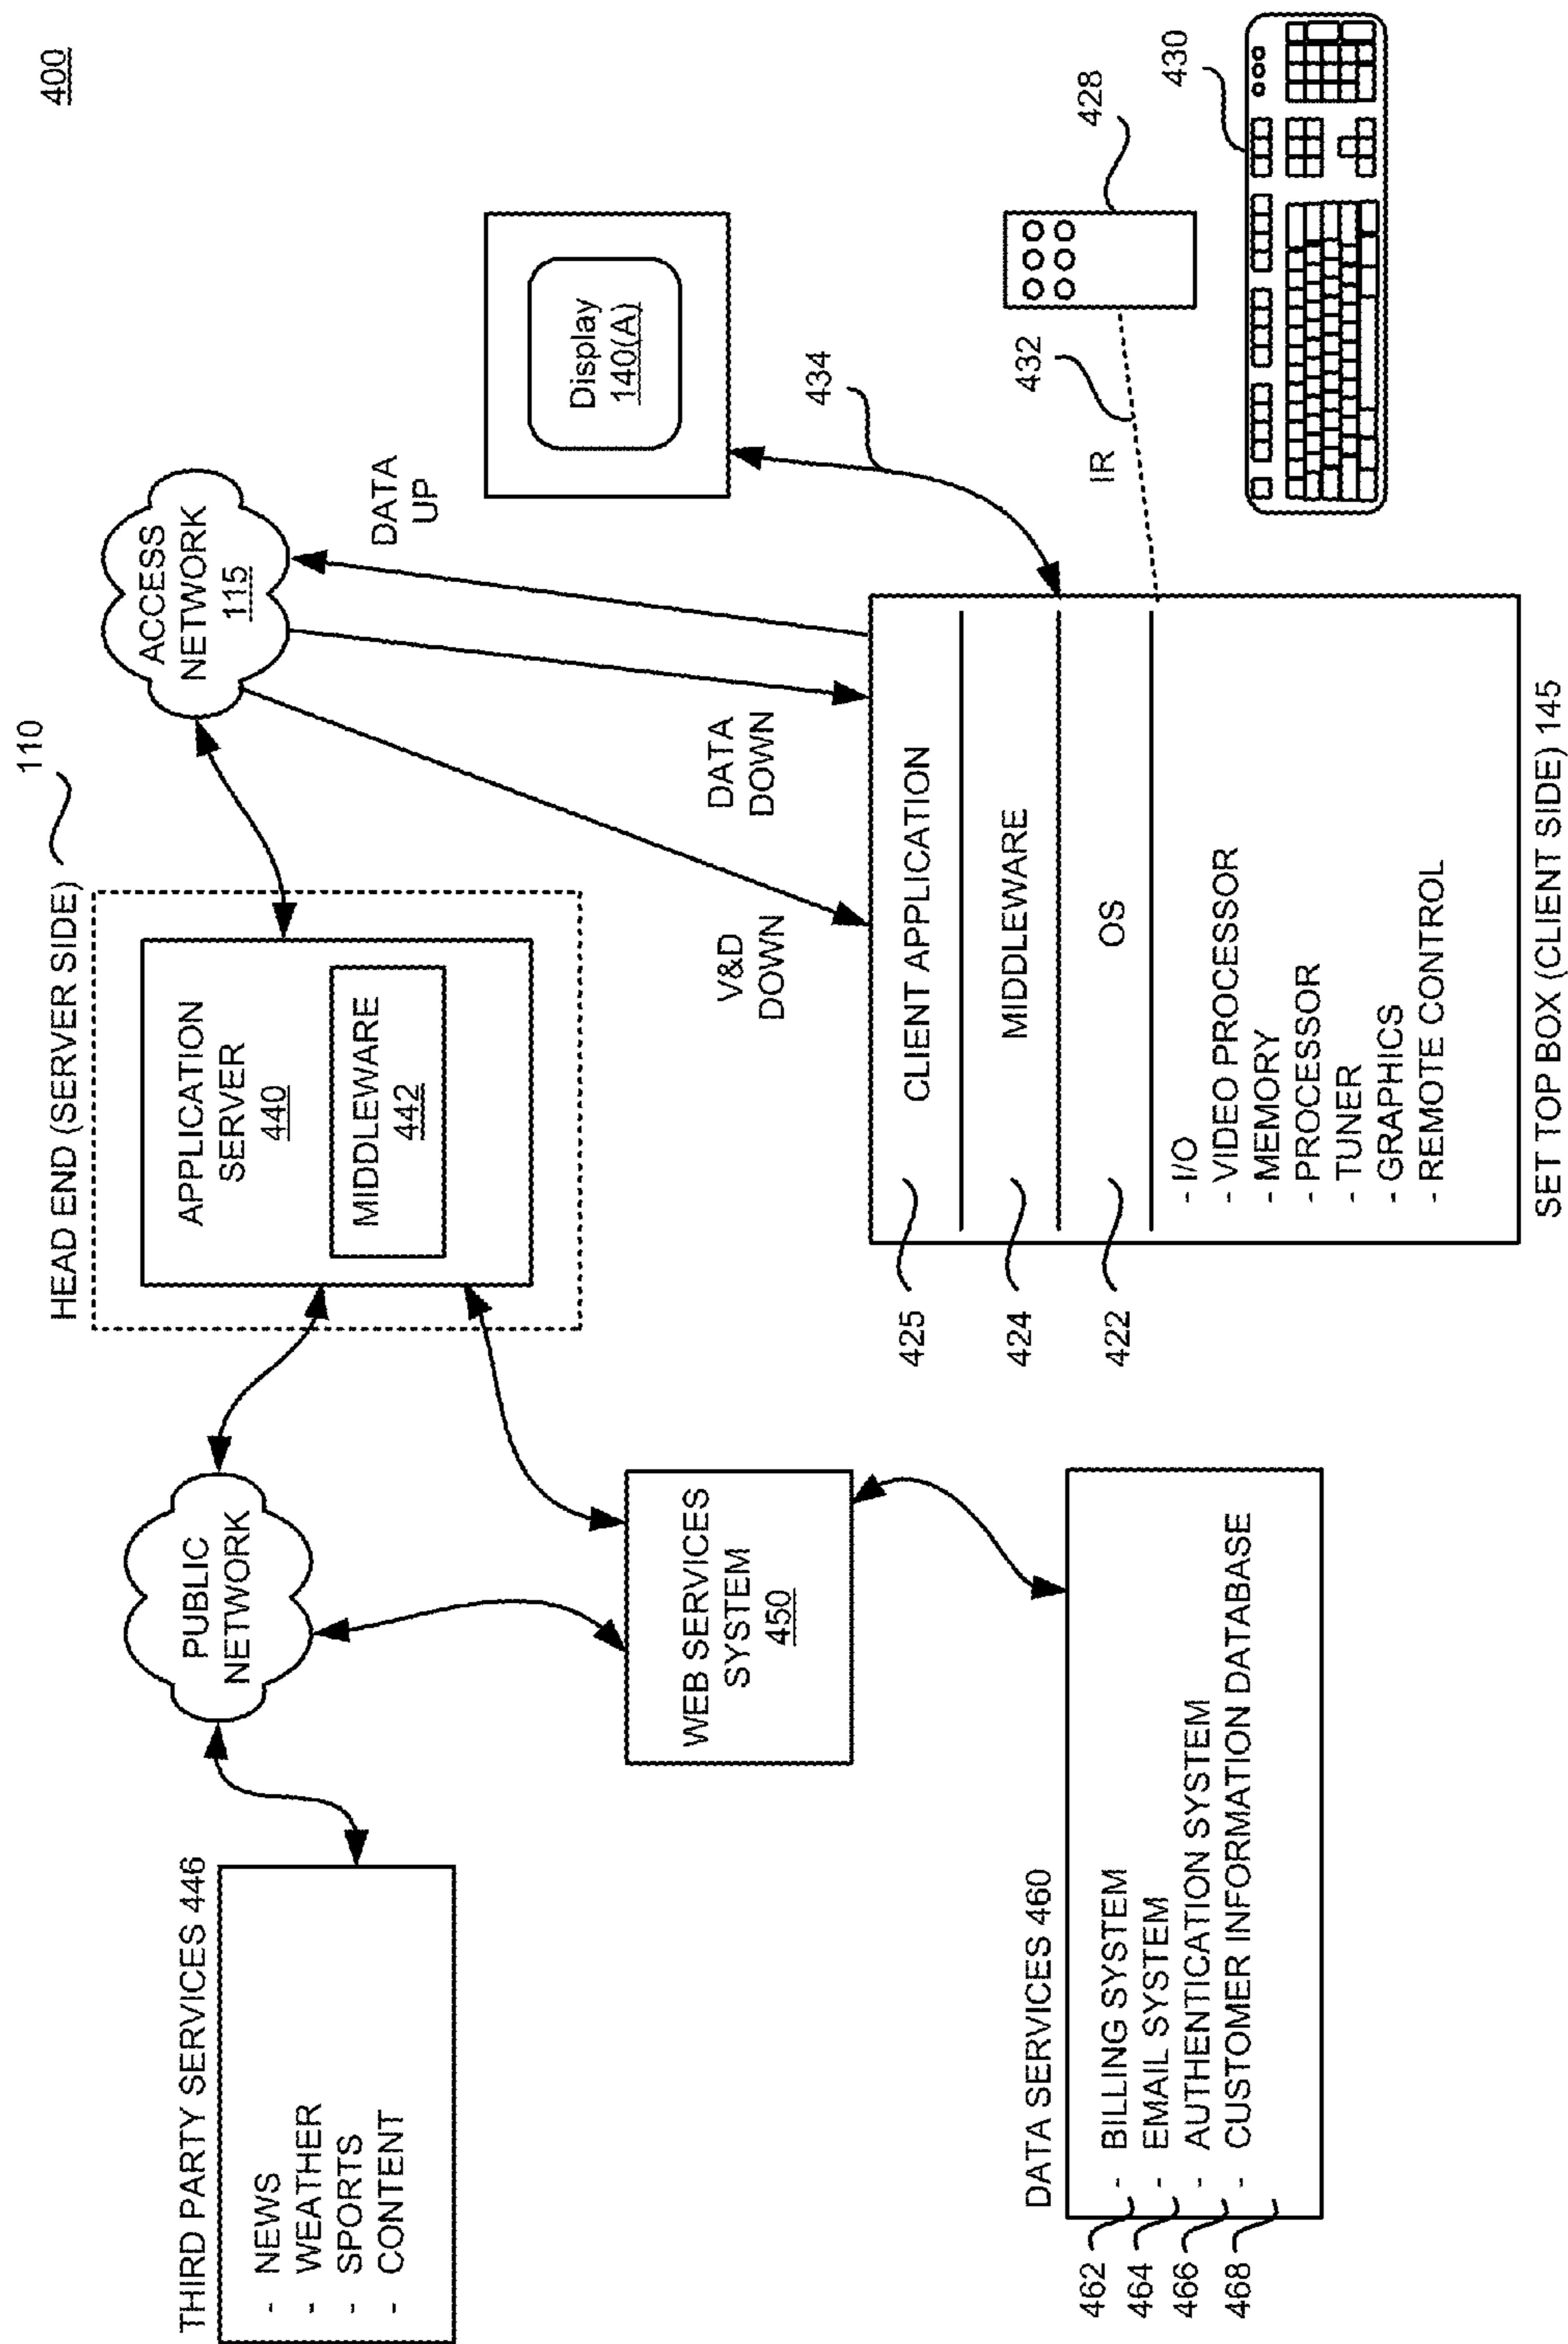 400
HEAD END (SERVER SIDE)
110
THIRD PARTY SERVICES 446
- NEWS
- WEATHER
- SPORTS
- CONTENT
PUBLIC
NETWORK
APPLICATION
SERVER
440
MIDDLEWARE
442
ACCESS
NETWORK
115
DATA
UP
DATA
DOWN
V&D
DOWN
Display
140(A)
434
WEB SERVICES
SYSTEM
450
DATA SERVICES 460
- BILLING SYSTEM
- EMAIL SYSTEM
- AUTHENTICATION SYSTEM
- CUSTOMER INFORMATION DATABASE
462
464
466
468
425
424
422
CLIENT APPLICATION
MIDDLEWARE
OS
- I/O
- VIDEO PROCESSOR
- MEMORY
- PROCESSOR
- TUNER
- GRAPHICS
- REMOTE CONTROL
SET TOP BOX (CLIENT SIDE) 145
IR
432
428
430